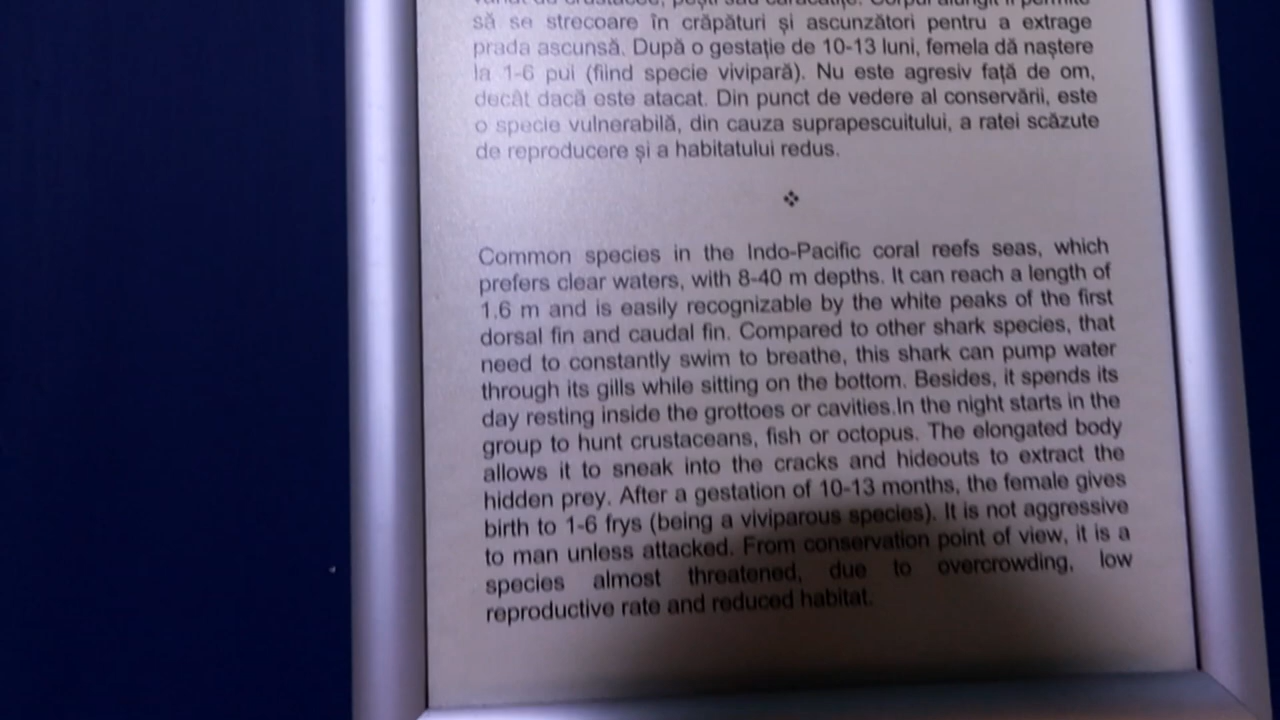 să se strecoare în crăpături și ascunzători pentru a extrage
prada ascunsă. După o gestație de 10-13 luni, femela dă naștere
la 1-6 pui (fiind specie vivipară). Nu este agresiv față de om,
decât dacă este atacat. Din punct de vedere al conservării, este
o specie vulnerabilă, din cauza suprapescuitului, a ratei scăzute
de reproducere și a habitatului redus.
❖
Common species in the Indo-Pacific coral reefs seas, which
prefers clear waters, with 8-40 m depths. It can reach a length of
1.6 m and is easily recognizable by the white peaks of the first
dorsal fin and caudal fin. Compared to other shark species, that
need to constantly swim to breathe, this shark can pump water
through its gills while sitting on the bottom. Besides, it spends its
day resting inside the grottoes or cavities.In the night starts in the
group to hunt crustaceans, fish or octopus. The elongated body
allows it to sneak into the cracks and hideouts to extract the
hidden prey. After a gestation of 10-13 months, the female gives
birth to 1-6 frys (being a viviparous species). It is not aggressive
to man unless attacked. From conservation point of view, it is a
species almost threatened, due to overcrowding, low
reproductive rate and reduced habitat.